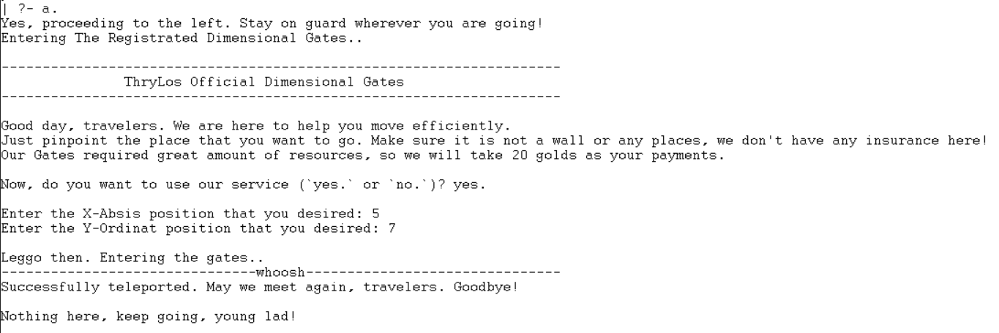 | ?- a.
Yes, proceeding to the left. Stay on guard wherever you are going!
Entering The Registrated Dimensional Gates..
--------------------------------------------------------------------
ThryLos Official Dimensional Gates
--------------------------------------------------------------------
Good day, travelers. We are here to help you move efficiently.
Just pinpoint the place that you want to go. Make sure it is not a wall or any places, we don't have any insurance here!
Our Gates required great amount of resources, so we will take 20 golds as your payments.
Now, do you want to use our service (`yes.` or `no.`)? yes.
Enter the X-Absis position that you desired: 5
Enter the Y-Ordinat position that you desired: 7
Leggo then. Entering the gates..
-------------------------------whoosh-------------------------------
Successfully teleported. May we meet again, travelers. Goodbye!
Nothing here, keep going, young lad!